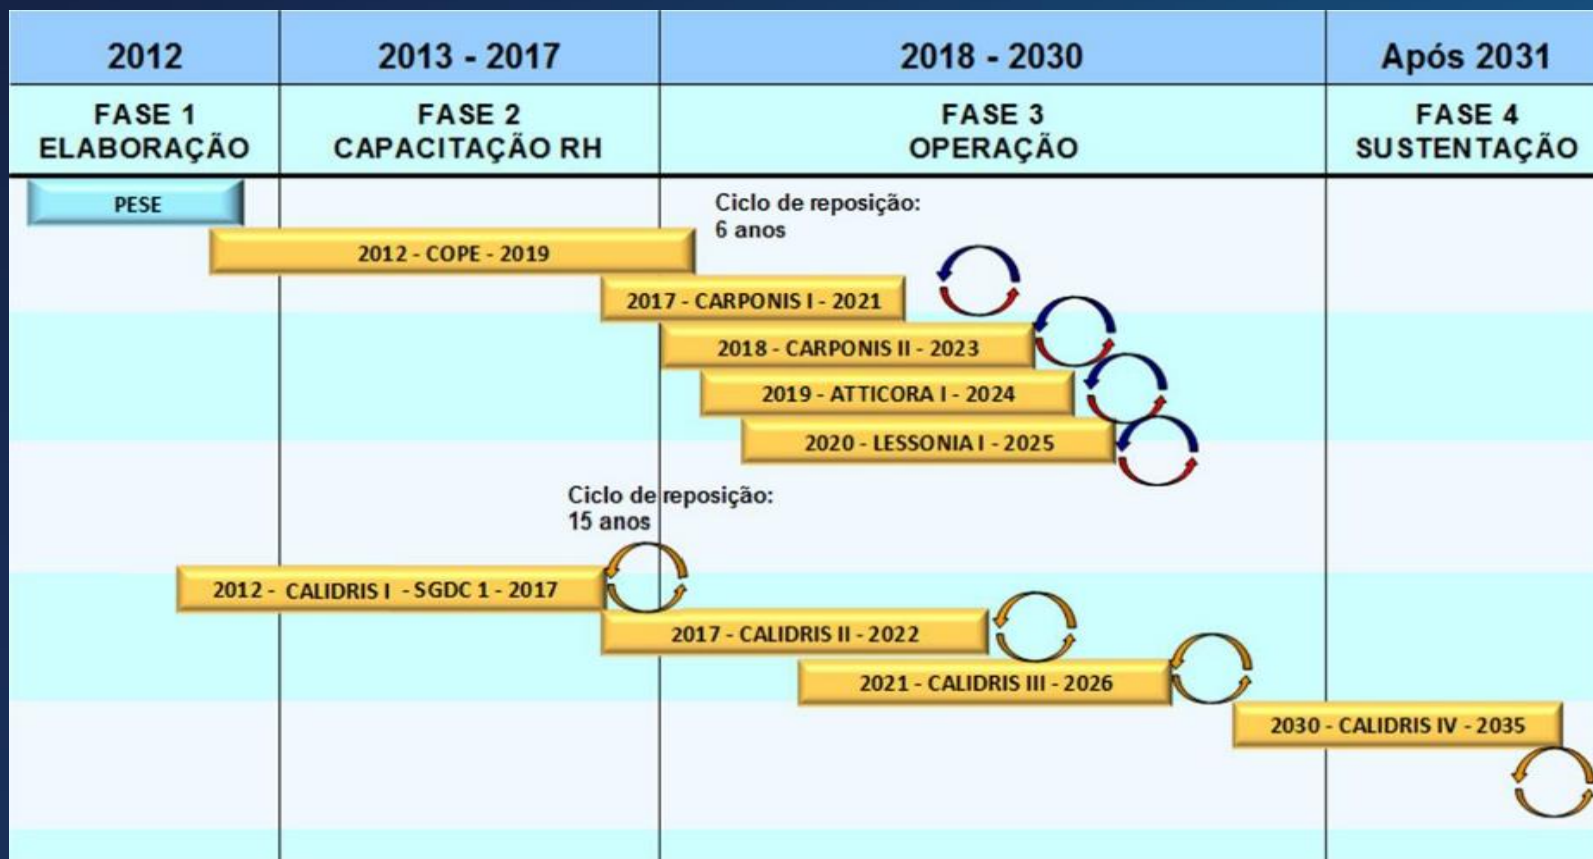 2012
2013 - 2017
2018 - 2030
Após 2031
FASE 1
ELABORAÇÃO
FASE 2
CAPACITAÇÃO RH
FASE 3
OPERAÇÃO
FASE 4
SUSTENTAÇÃO
PESE
Ciclo de reposição:
6 anos
2012 - COPE - 2019
2017 - CARPONIS I - 2021
2018 - CARPONIS II - 2023
2019 - ATTICORA I - 2024
2020 - LESSONIA I - 2025
Ciclo de reposição:
15 anos
2012 - CALIDRIS I - SGDC 1 - 2017
2017 - CALIDRIS II - 2022
2021 - CALIDRIS III - 2026
2030 - CALIDRIS IV - 2035